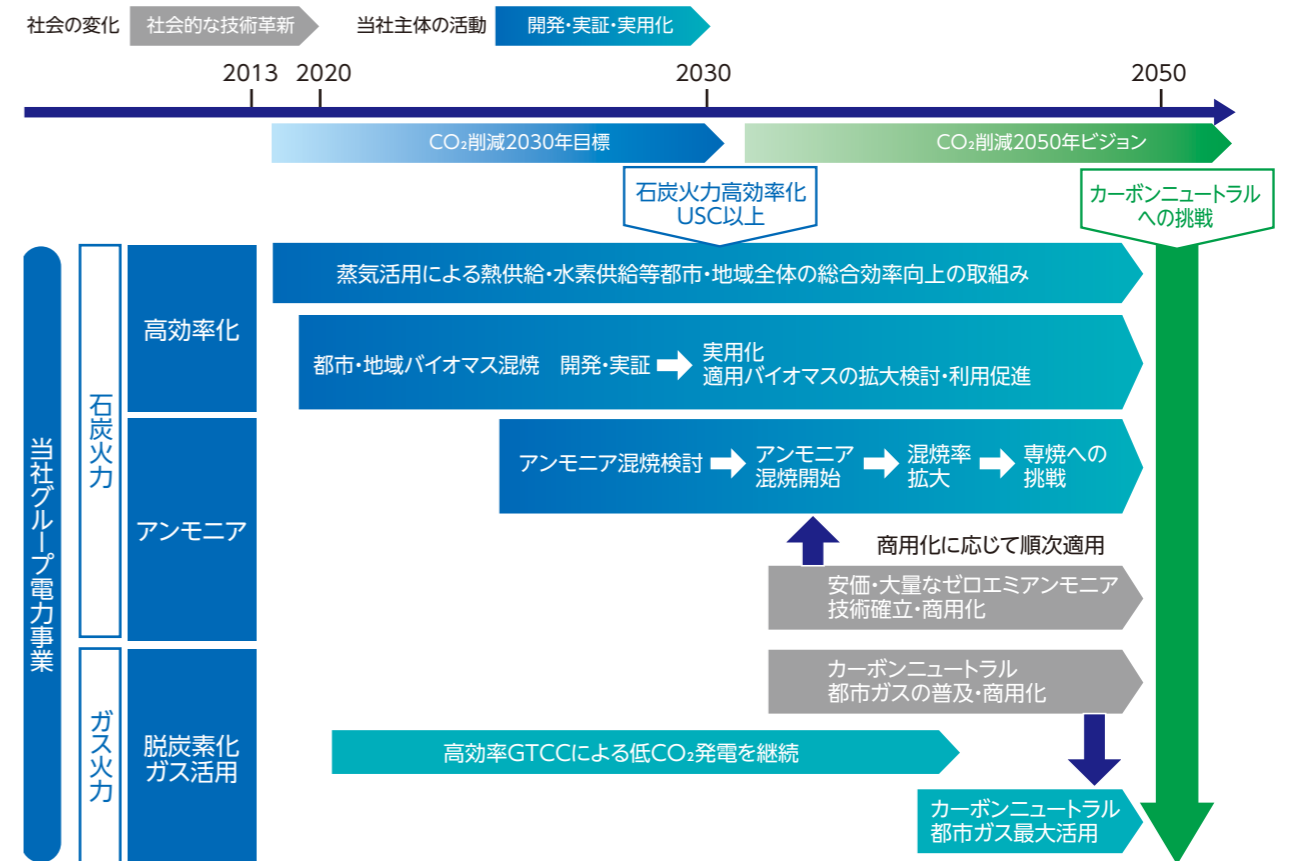 社会の変化
社会的な技術革新
当社主体の活動
開発・実証・実用化
2013
2020
2030
2050
CO₂削減2030年目標
CO₂削減2050年ビジョン
石炭火力高効率化
USC以上
カーボンニュートラル
への挑戦
当社グループ電力事業
石炭火力
高効率化
蒸気活用による熱供給・水素供給等都市・地域全体の総合効率向上の取組み
都市・地域バイオマス混焼 開発・実証
実用化
適用バイオマスの拡大検討・利用促進
アンモニア
アンモニア混焼検討
アンモニア
混焼開始
混焼率
拡大
専焼への
挑戦
商用化に応じて順次適用
安価・大量なゼロエミアンモニア
技術確立・商用化
ガス火力
脱炭素化
ガス活用
カーボンニュートラル
都市ガスの普及・商用化
高効率GTCCによる低CO₂発電を継続
カーボンニュートラル
都市ガス最大活用